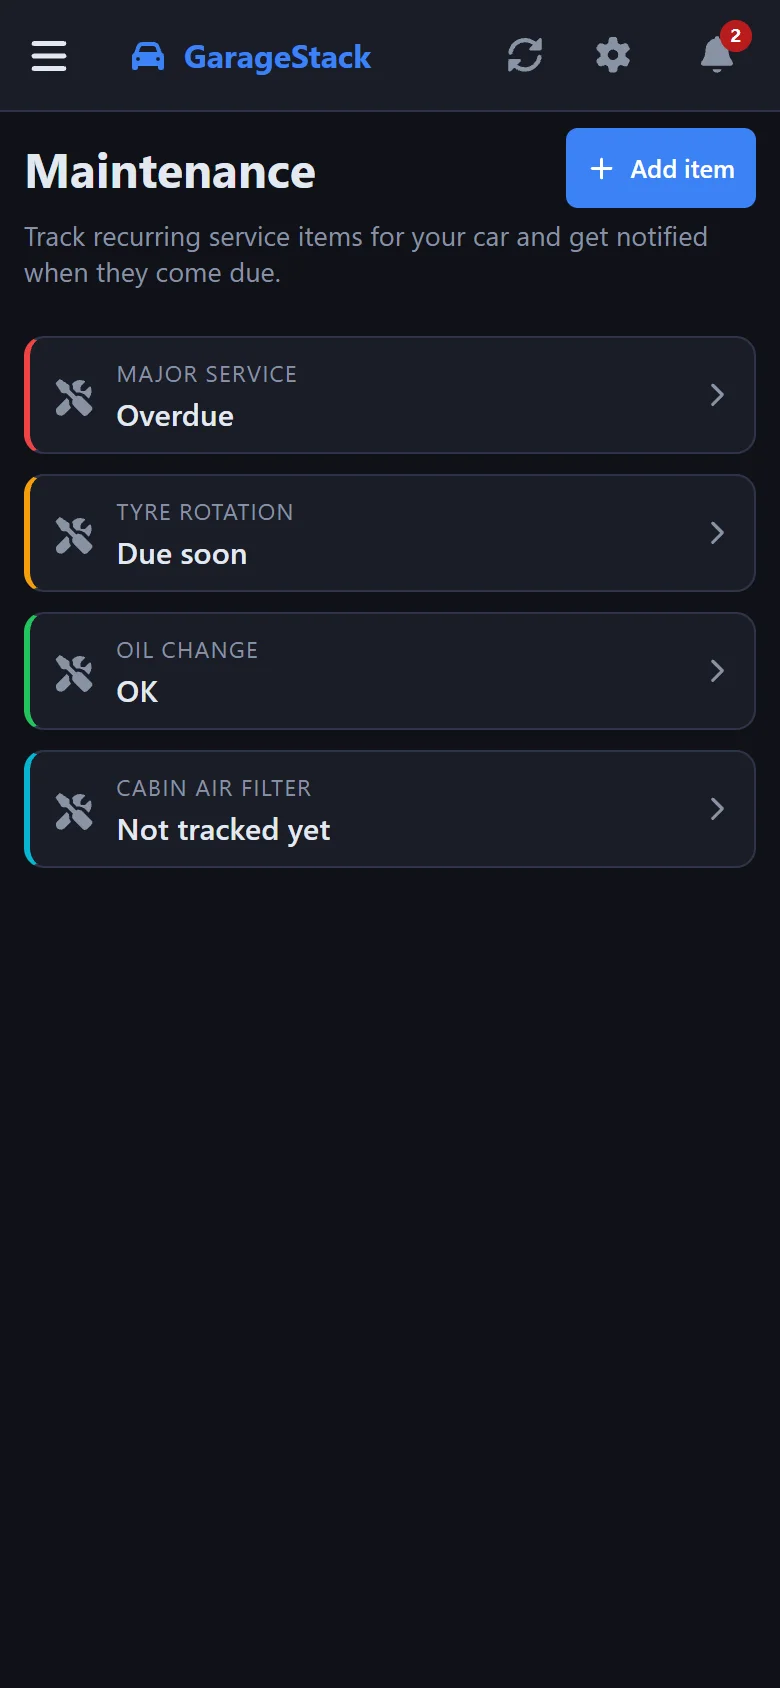 GarageStack
2
Maintenance
Add item
Track recurring service items for your car and get notified
when they come due.
MAJOR SERVICE
Overdue
TYRE ROTATION
Due soon
OIL CHANGE
OK
CABIN AIR FILTER
Not tracked yet